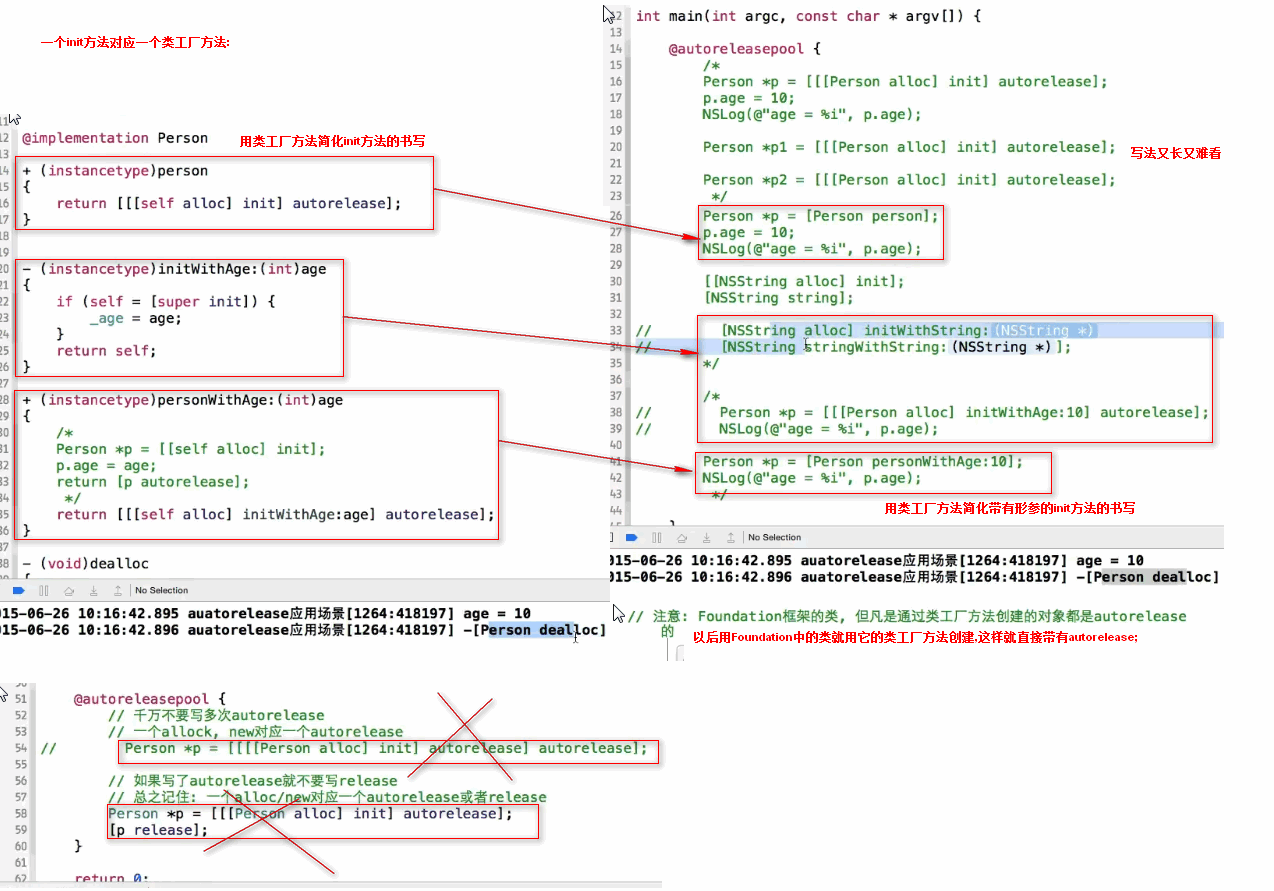 一个init方法对应一个类工厂方法:
11
12 @implementation Person
用类工厂方法简化init方法的书写
13
14 + (instancetype)person
15 {
16 return [[[self alloc] init] autorelease];
17 }
18
19
20 - (instancetype)initWithAge:(int)age
21 {
22 if (self = [super init]) {
23 _age = age;
24 }
25 return self;
26 }
27
28 + (instancetype)personWithAge:(int)age
29 {
30 /*
31 Person *p = [[self alloc] init];
32 p.age = age;
33 return [p autorelease];
34 */
35 return [[[self alloc] initWithAge:age] autorelease];
36 }
37
38 - (void)dealloc
No Selection
015-06-26 10:16:42.895 auatorelease应用场景[1264:418197] age = 10
015-06-26 10:16:42.896 auatorelease应用场景[1264:418197] -[Person dealloc]
12 int main(int argc, const char * argv[]) {
13
14 @autoreleasepool {
15 /*
16 Person *p = [[[Person alloc] init] autorelease];
17 p.age = 10;
18 NSLog(@"age = %i", p.age);
19
20 Person *p1 = [[[Person alloc] init] autorelease];
写法又长又难看
21
22 Person *p2 = [[[Person alloc] init] autorelease];
23 */
26 Person *p = [Person person];
27 p.age = 10;
28 NSLog(@"age = %i", p.age);
29
30 [[NSString alloc] init];
31 [NSString string];
32
33 // [NSString alloc] initWithString:(NSString *)
34 // [NSString stringWithString:(NSString *)];
35 */
36
37 /*
38 // Person *p = [[[Person alloc] initWithAge:10] autorelease];
39 // NSLog(@"age = %i", p.age);
40
41 Person *p = [Person personWithAge:10];
42 NSLog(@"age = %i", p.age);
43 */
44
用类工厂方法简化带有形参的init方法的书写
No Selection
015-06-26 10:16:42.895 auatorelease应用场景[1264:418197] age = 10
015-06-26 10:16:42.896 auatorelease应用场景[1264:418197] -[Person dealloc]
// 注意: Foundation框架的类, 但凡是通过类工厂方法创建的对象都是autorelease
的
以后用Foundation中的类就用它的类工厂方法创建,这样就直接带有autorelease;
51 @autoreleasepool {
52 // 千万不要写多次autorelease
53 // 一个allock, new对应一个autorelease
54 // Person *p = [[[[Person alloc] init] autorelease] autorelease];
55
56 // 如果写了autorelease就不要写release
57 // 总之记住: 一个alloc/new对应一个autorelease或者release
58 Person *p = [[[Person alloc] init] autorelease];
59 [p release];
60 }
61
62 return 0;